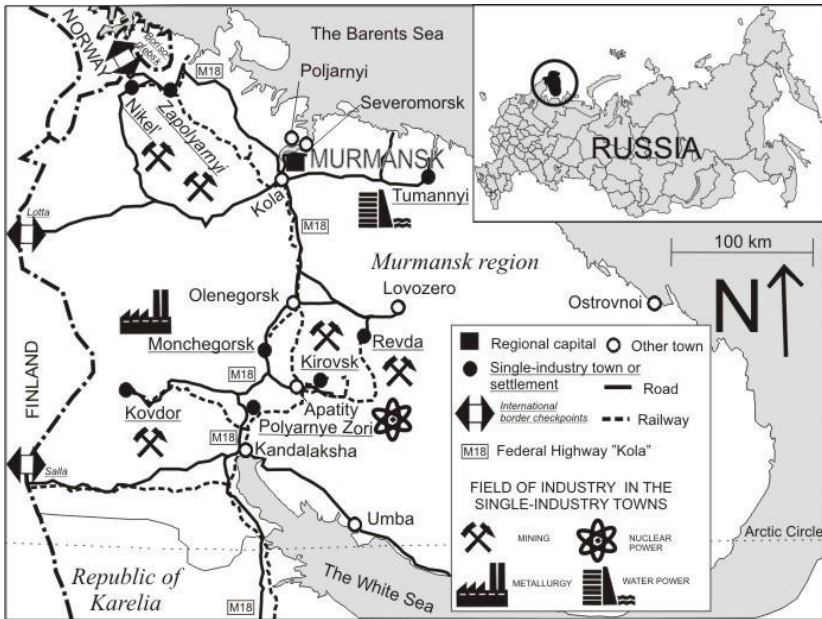 NORWAY
Boriso-
glebsk
M18
The Barents Sea
Poljarnyi
Severomorsk
Nikel'
Zapolyarnyi
MURMANSK
Kola
Tumannyi
Lotta
M18
RUSSIA
100 km
N
Murmansk region
Olenegorsk
Lovozero
Ostrovnoi
Monchegorsk
Kirovsk
Revda
M18
Apatity
FINLAND
Kovdor
Polyarnye Zori
M18
Kandalaksha
Salla
Umba
Arctic Circle
Republic of
Karelia
The White Sea
M18
Regional capital
Other town
Single-industry town or
settlement
Road
International
border checkpoints
Railway
M18 Federal Highway "Kola"
FIELD OF INDUSTRY IN THE
SINGLE-INDUSTRY TOWNS
MINING
NUCLEAR
POWER
METALLURGY
WATER POWER